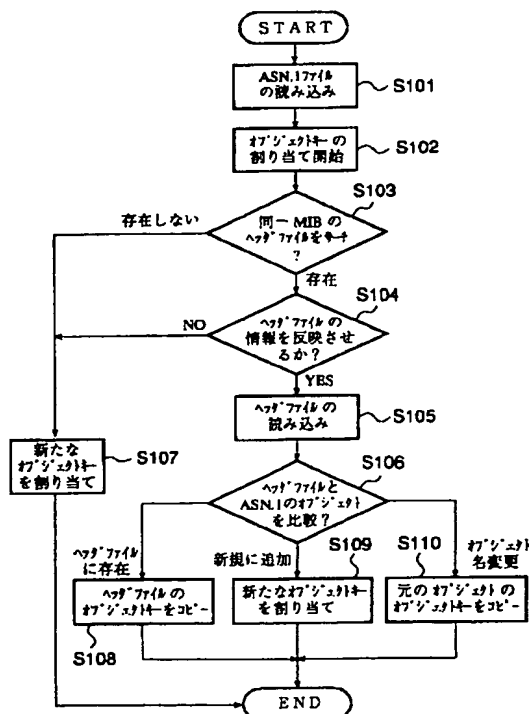 START
ASN.1ファイル
の読み込み
S101
オブジェクトキーの
割り当て開始
S102
S103
存在しない
同一MIBの
ヘッダファイルをサーチ
?
存在
S104
NO
ヘッダファイルの
情報を反映させ
るか?
YES
ヘッダファイルの
読み込み
S105
新たな
オブジェクトキー
を割り当て
S107
S106
ヘッダファイルと
ASN.1のオブジェクト
を比較?
ヘッダファイル
に存在
新規に追加
S109
S110
オブジェクト
名変更
ヘッダファイルの
オブジェクトキーをコピー
新たなオブジェクトキー
を割り当て
元のオブジェクトの
オブジェクトキーをコピー
S108
END